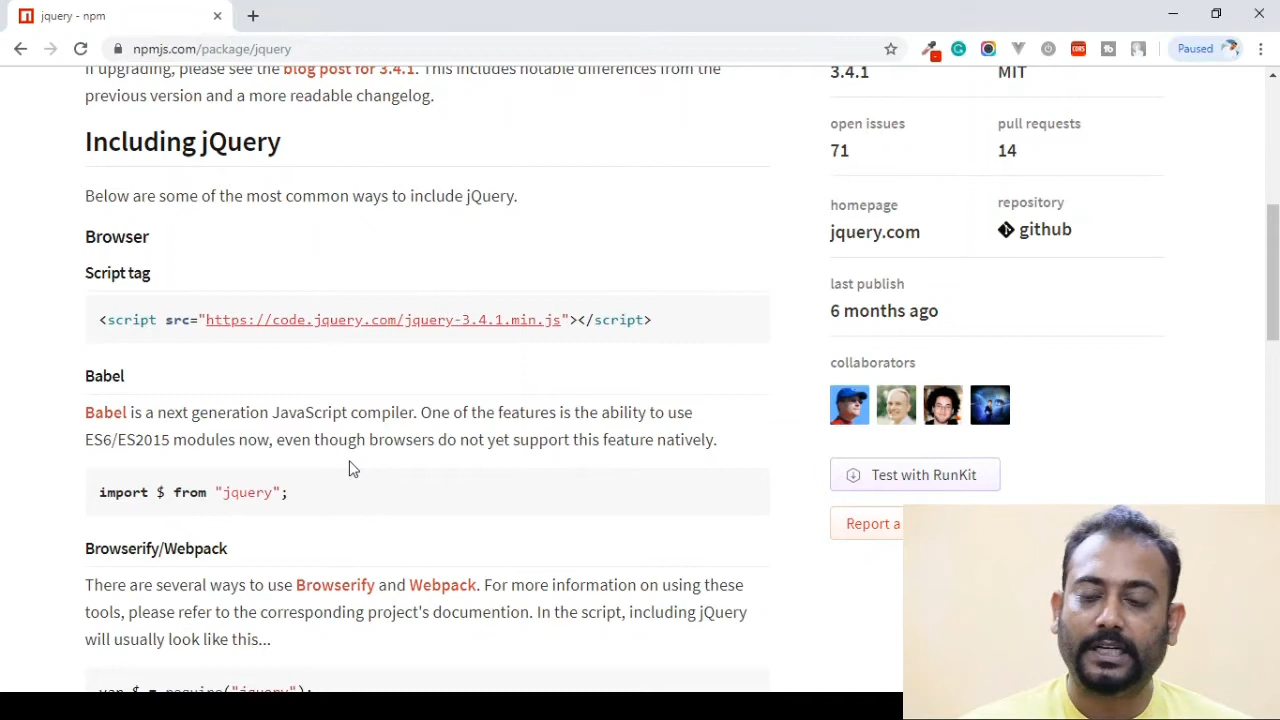 jquery - npm
npmjs.com/package/jquery
Paused
If upgrading, please see the blog post for 3.4.1. This includes notable differences from the
previous version and a more readable changelog.
Including jQuery
Below are some of the most common ways to include jQuery.
Browser
Script tag
<script src="https://code.jquery.com/jquery-3.4.1.min.js"></script>
Babel
Babel is a next generation JavaScript compiler. One of the features is the ability to use
ES6/ES2015 modules now, even though browsers do not yet support this feature natively.
import $ from "jquery";
Browserify/Webpack
There are several ways to use Browserify and Webpack. For more information on using these
tools, please refer to the corresponding project's documention. In the script, including jQuery
will usually look like this...
var $ = require("jquery");
3.4.1 MIT
open issues pull requests
71 14
homepage repository
jquery.com github
last publish
6 months ago
collaborators
Test with RunKit
Report a